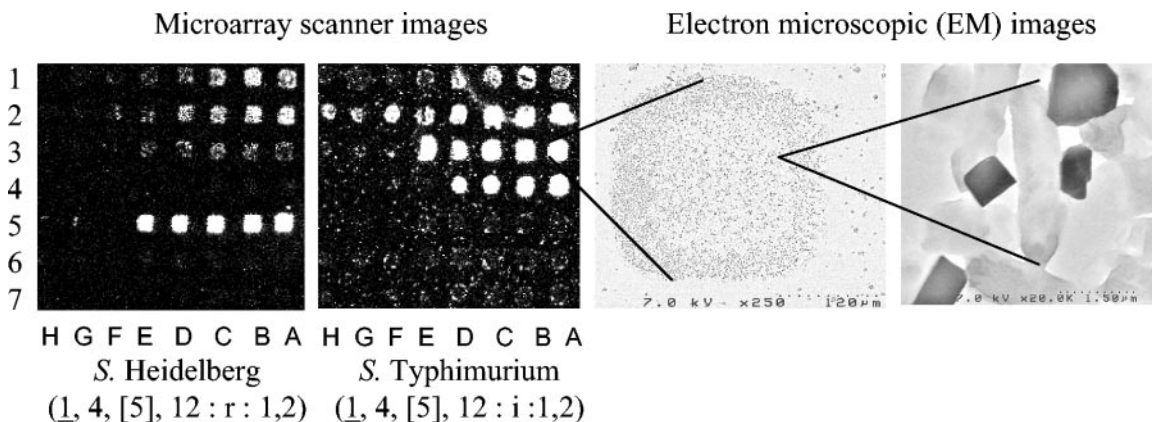 Microarray scanner images
Electron microscopic (EM) images
1
2
3
4
5
6
7
7.0 kV x250 120µm
7.0 kV x20.0K 1.50µm
H G F E D C B A
H G F E D C B A
S. Heidelberg
(1, 4, [5], 12 : r : 1,2)
S. Typhimurium
(1, 4, [5], 12 : i :1,2)